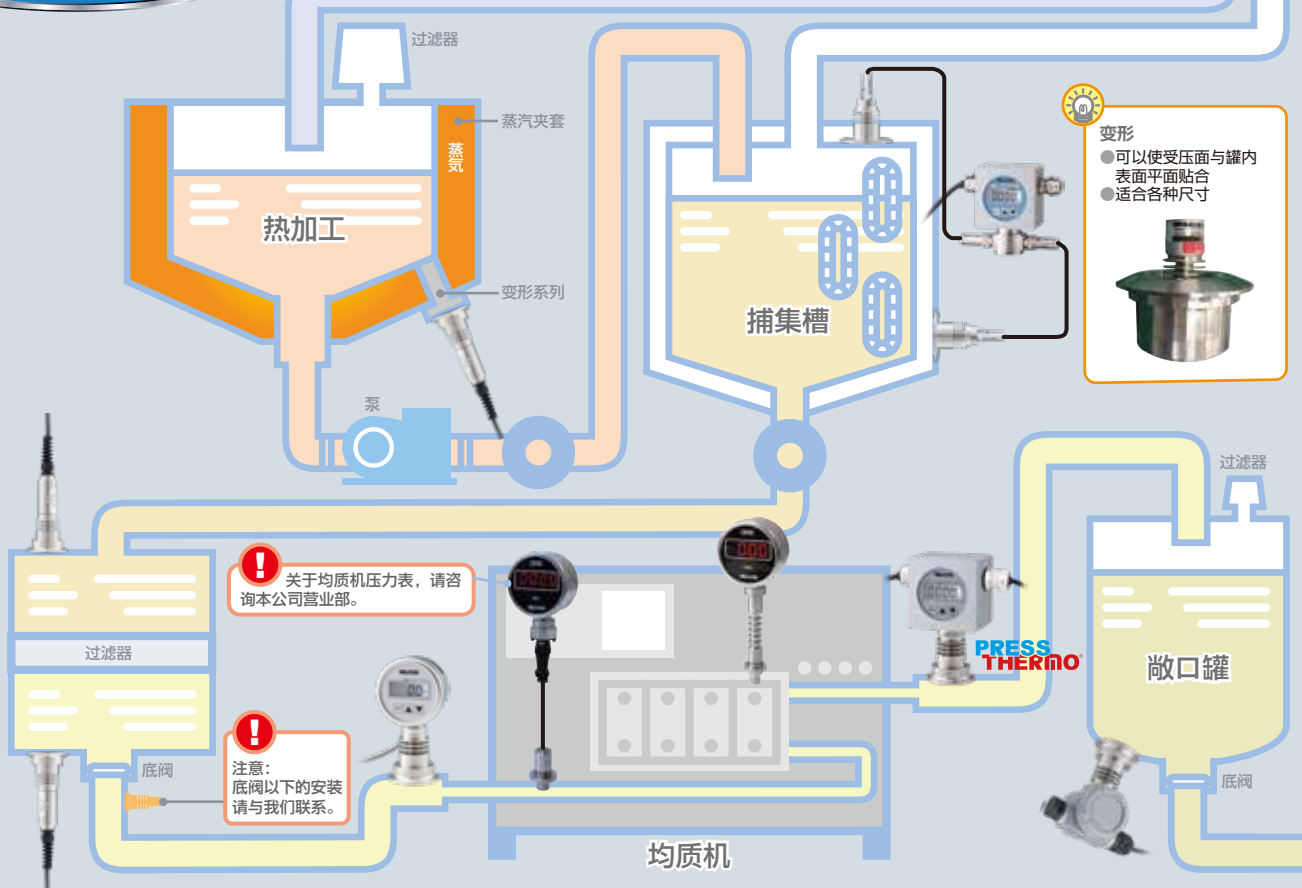 过滤器
蒸汽夹套
蒸
気
热加工
变形系列
泵
捕集槽
变形
●可以使受压面与罐内
表面平面贴合
●适合各种尺寸
过滤器
关于均质机压力表，请咨
询本公司营业部。
过滤器
PRESS
THERMO
敞口罐
注意：
底阀以下的安装
请与我们联系。
底阀
底阀
均质机